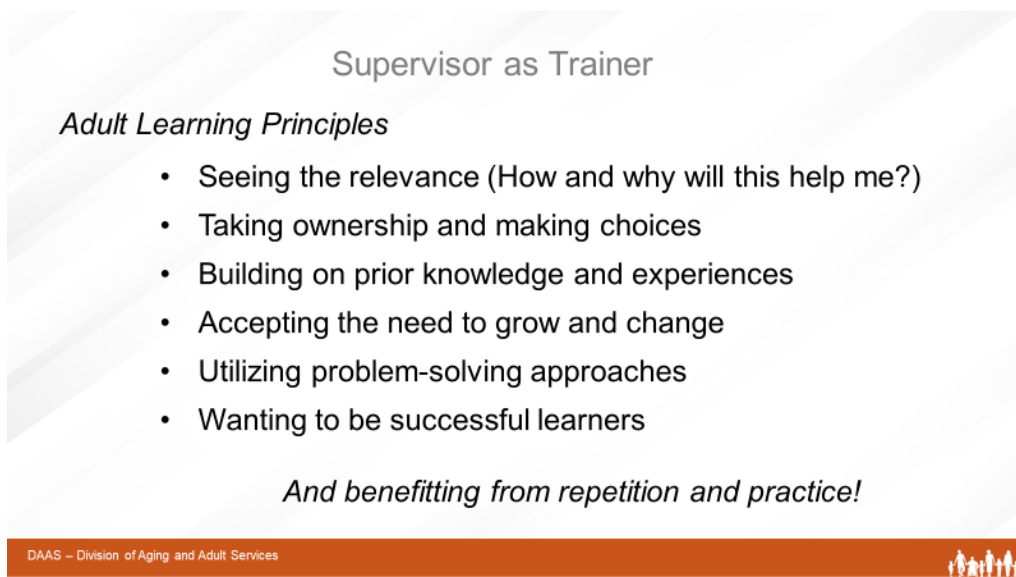 Supervisor as Trainer
Adult Learning Principles
• Seeing the relevance (How and why will this help me?)
• Taking ownership and making choices
• Building on prior knowledge and experiences
• Accepting the need to grow and change
• Utilizing problem-solving approaches
• Wanting to be successful learners
And benefitting from repetition and practice!
DAAS – Division of Aging and Adult Services